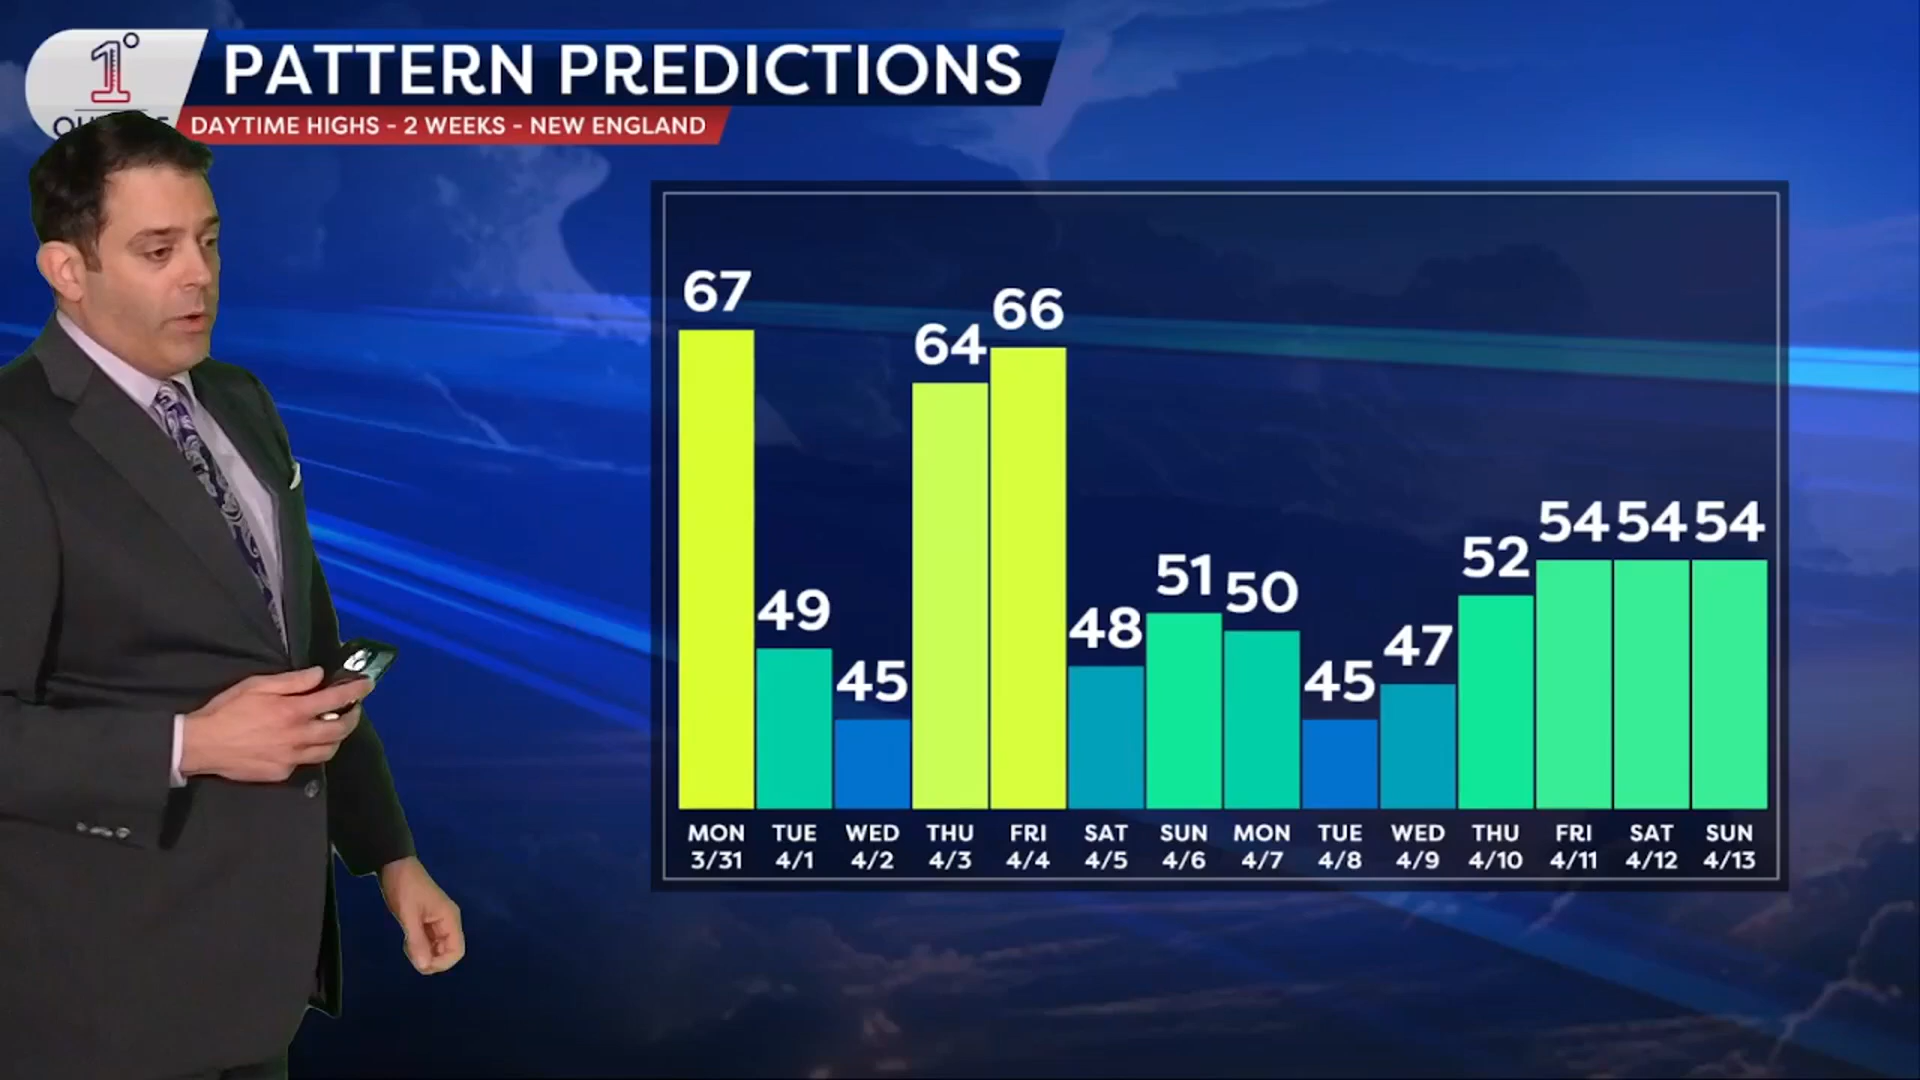 1°
PATTERN PREDICTIONS
DAYTIME HIGHS - 2 WEEKS - NEW ENGLAND
67 49 45 64 66 48 51 50 45 47 52 54 54 54
MON TUE WED THU FRI SAT SUN MON TUE WED THU FRI SAT SUN
3/31 4/1 4/2 4/3 4/4 4/5 4/6 4/7 4/8 4/9 4/10 4/11 4/12 4/13